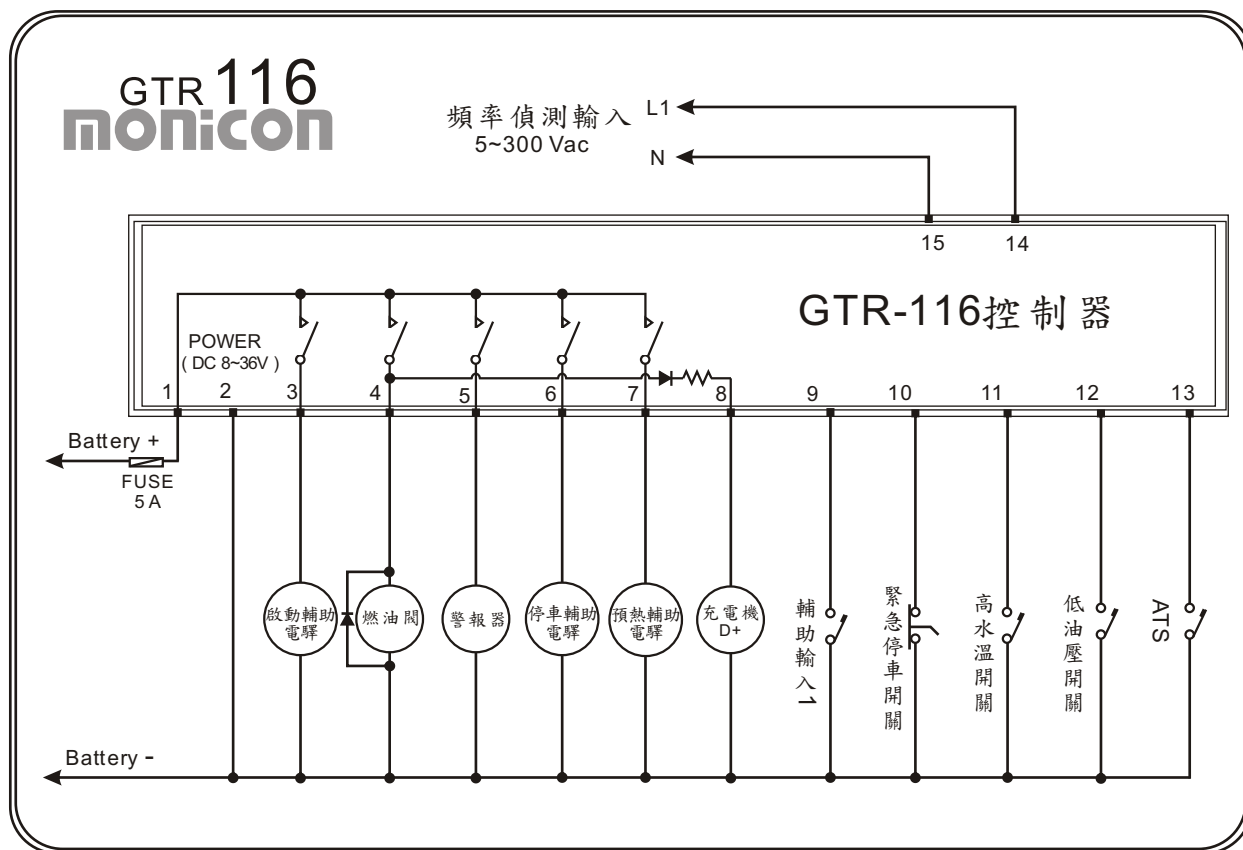 GTR 116
monicon
頻率偵測輸入
5~300 Vac
L1
N
15
14
GTR-116控制器
POWER
( DC 8~36V )
1
2
3
4
5
6
7
8
9
10
11
12
13
Battery +
FUSE
5 A
啟動輔助
電驛
燃油閥
警報器
停車輔助
電驛
預熱輔助
電驛
充電機
D+
輔助輸入1
緊急停車開關
高水溫開關
低油壓開關
ATS
Battery -